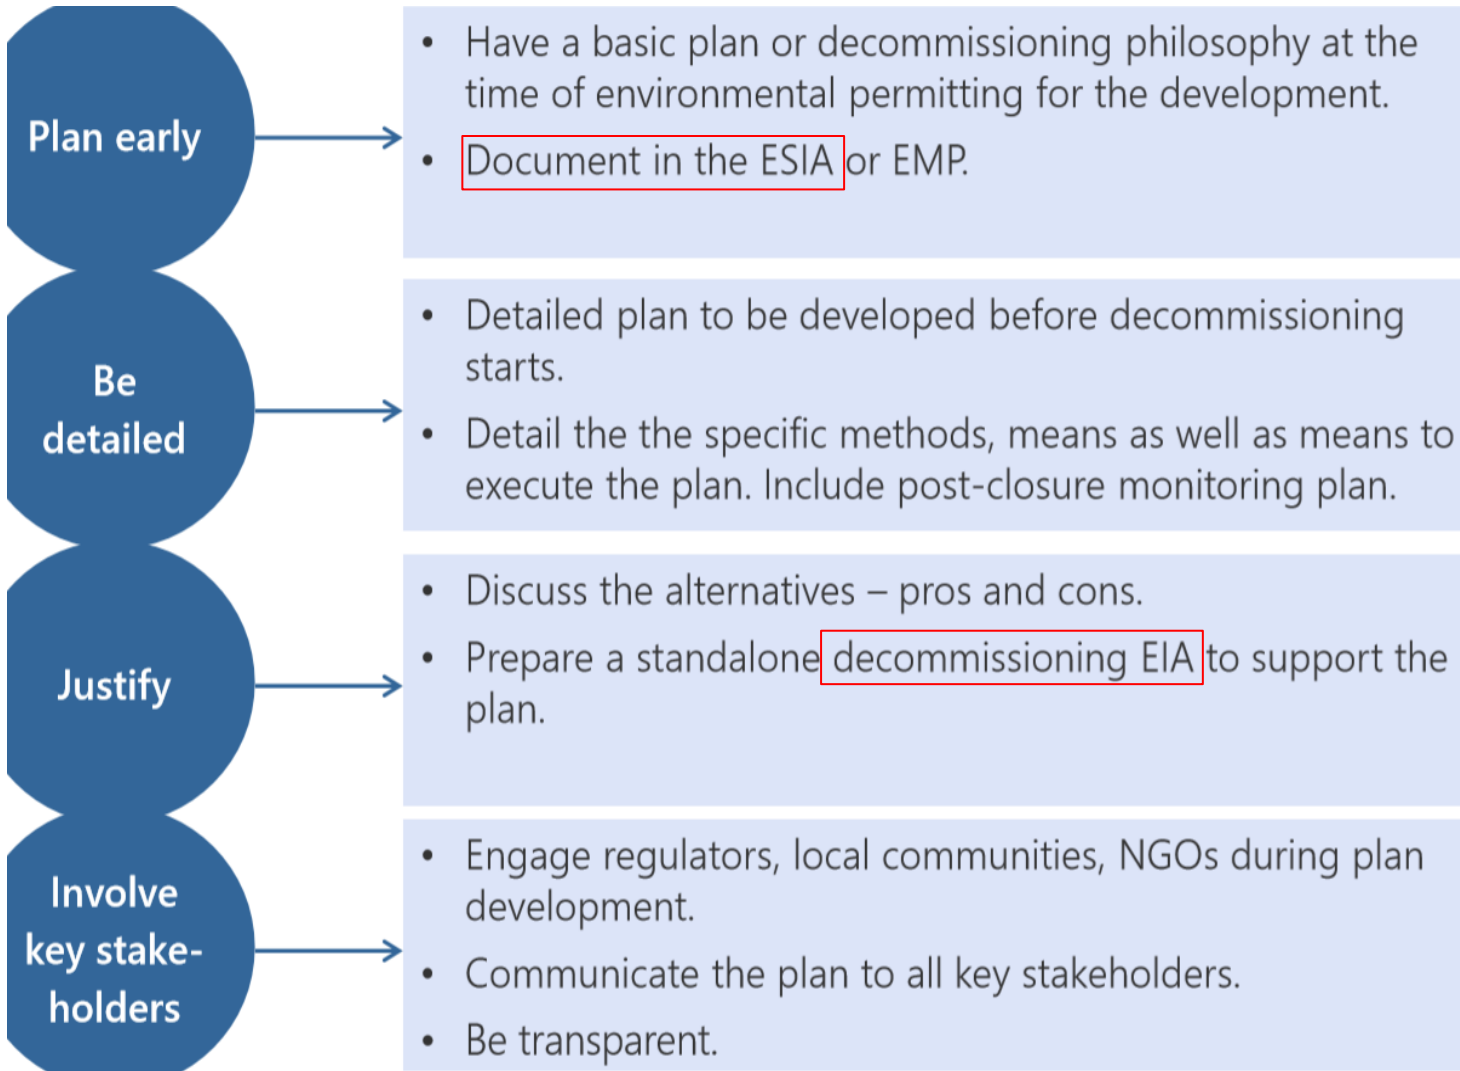 Plan early
• Have a basic plan or decommissioning philosophy at the
time of environmental permitting for the development.
• Document in the ESIA or EMP.
Be
detailed
• Detailed plan to be developed before decommissioning
starts.
• Detail the the specific methods, means as well as means to
execute the plan. Include post-closure monitoring plan.
Justify
• Discuss the alternatives – pros and cons.
• Prepare a standalone decommissioning EIA to support the
plan.
Involve
key stake-
holders
• Engage regulators, local communities, NGOs during plan
development.
• Communicate the plan to all key stakeholders.
• Be transparent.